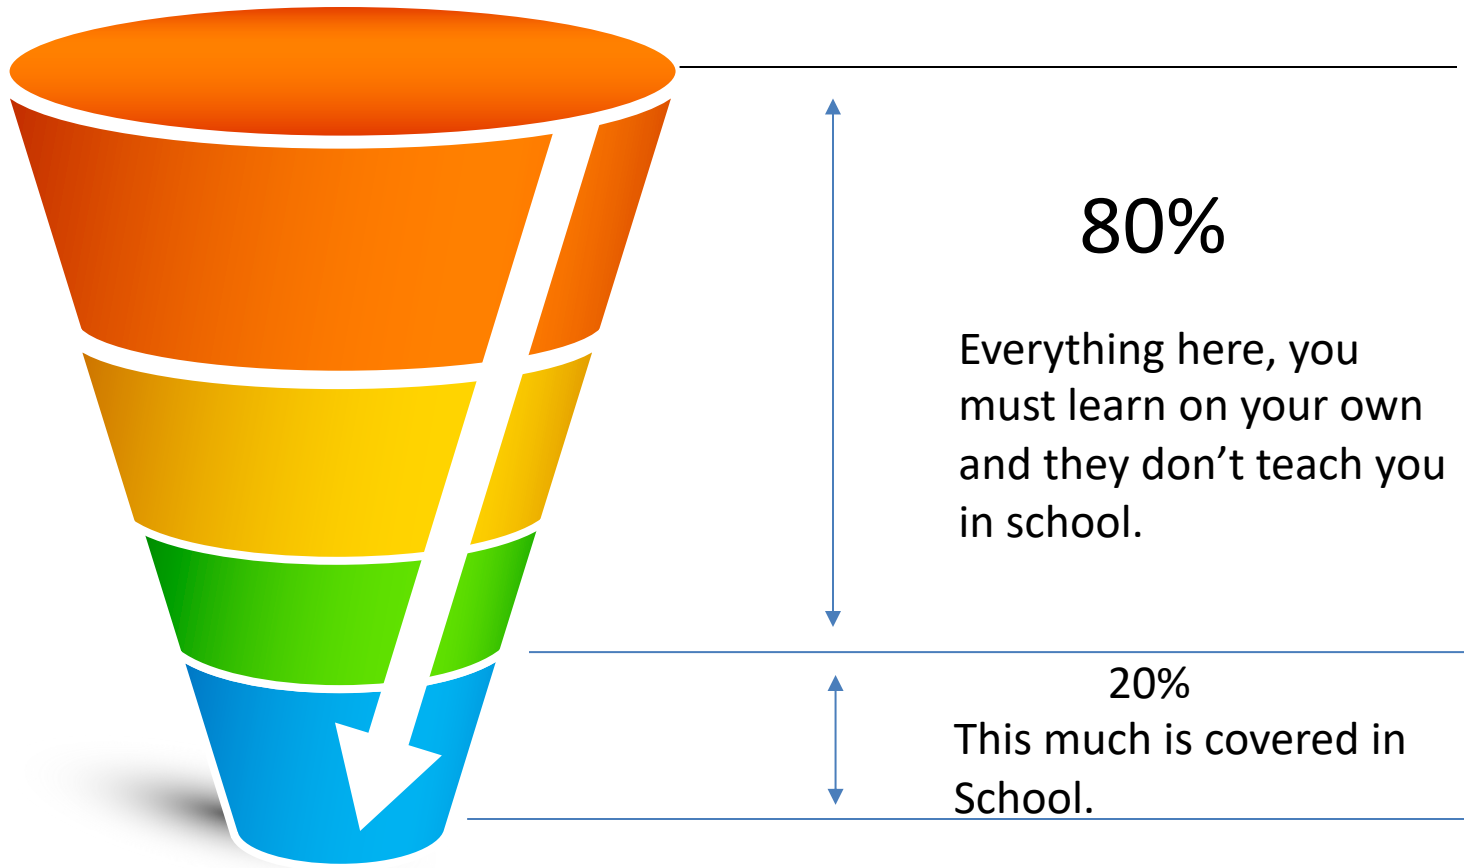 80%
Everything here, you
must learn on your own
and they don’t teach you
in school.
20%
This much is covered in
School.